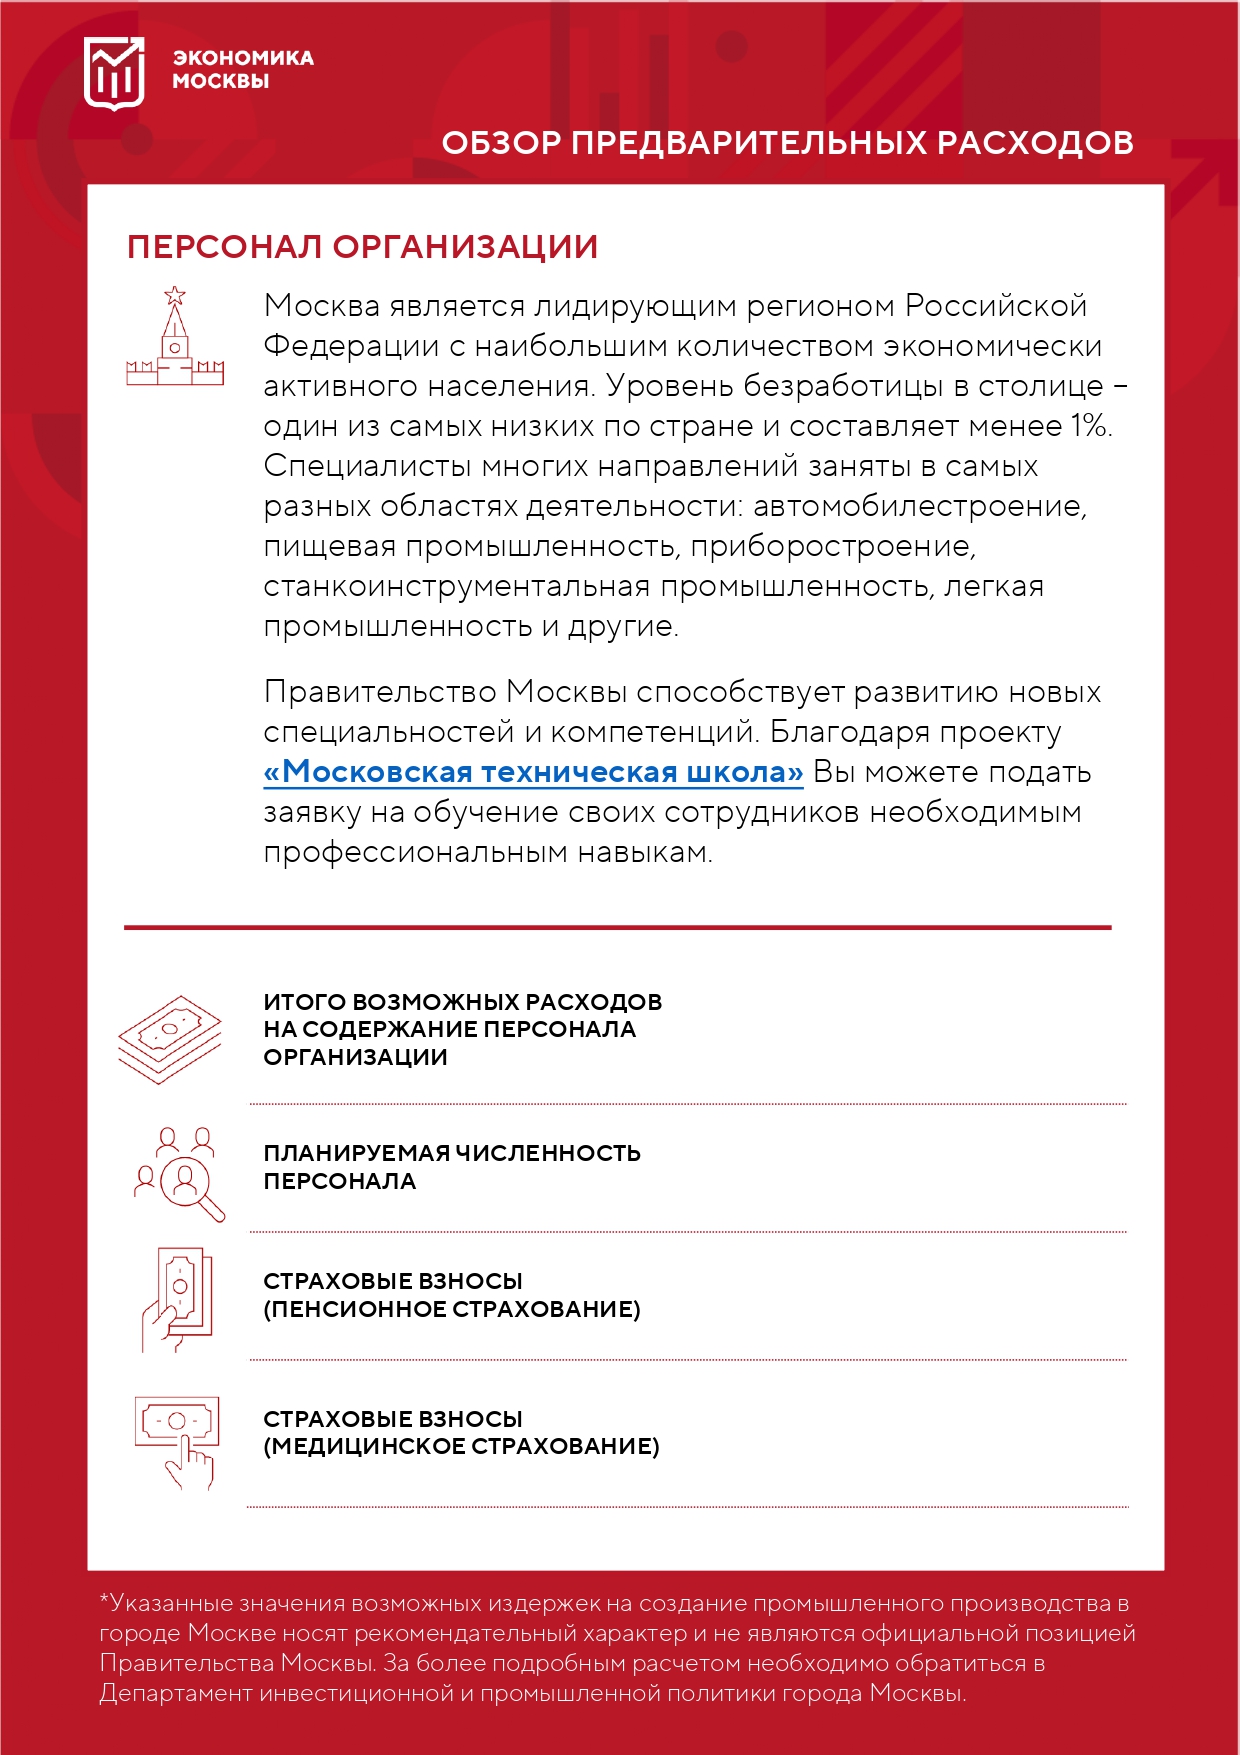 ЭКОНОМИКА
МОСКВЫ
ОБЗОР ПРЕДВАРИТЕЛЬНЫХ РАСХОДОВ
ПЕРСОНАЛ ОРГАНИЗАЦИИ
Москва является лидирующим регионом Российской
Федерации с наибольшим количеством экономически
активного населения. Уровень безработицы в столице –
один из самых низких по стране и составляет менее 1%.
Специалисты многих направлений заняты в самых
разных областях деятельности: автомобилестроение,
пищевая промышленность, приборостроение,
станкоинструментальная промышленность, легкая
промышленность и другие.
Правительство Москвы способствует развитию новых
специальностей и компетенций. Благодаря проекту
«Московская техническая школа» Вы можете подать
заявку на обучение своих сотрудников необходимым
профессиональным навыкам.
ИТОГО ВОЗМОЖНЫХ РАСХОДОВ
НА СОДЕРЖАНИЕ ПЕРСОНАЛА
ОРГАНИЗАЦИИ
ПЛАНИРУЕМАЯ ЧИСЛЕННОСТЬ
ПЕРСОНАЛА
СТРАХОВЫЕ ВЗНОСЫ
(ПЕНСИОННОЕ СТРАХОВАНИЕ)
СТРАХОВЫЕ ВЗНОСЫ
(МЕДИЦИНСКОЕ СТРАХОВАНИЕ)
*Указанные значения возможных издержек на создание промышленного производства в
городе Москве носят рекомендательный характер и не являются официальной позицией
Правительства Москвы. За более подробным расчетом необходимо обратиться в
Департамент инвестиционной и промышленной политики города Москвы.